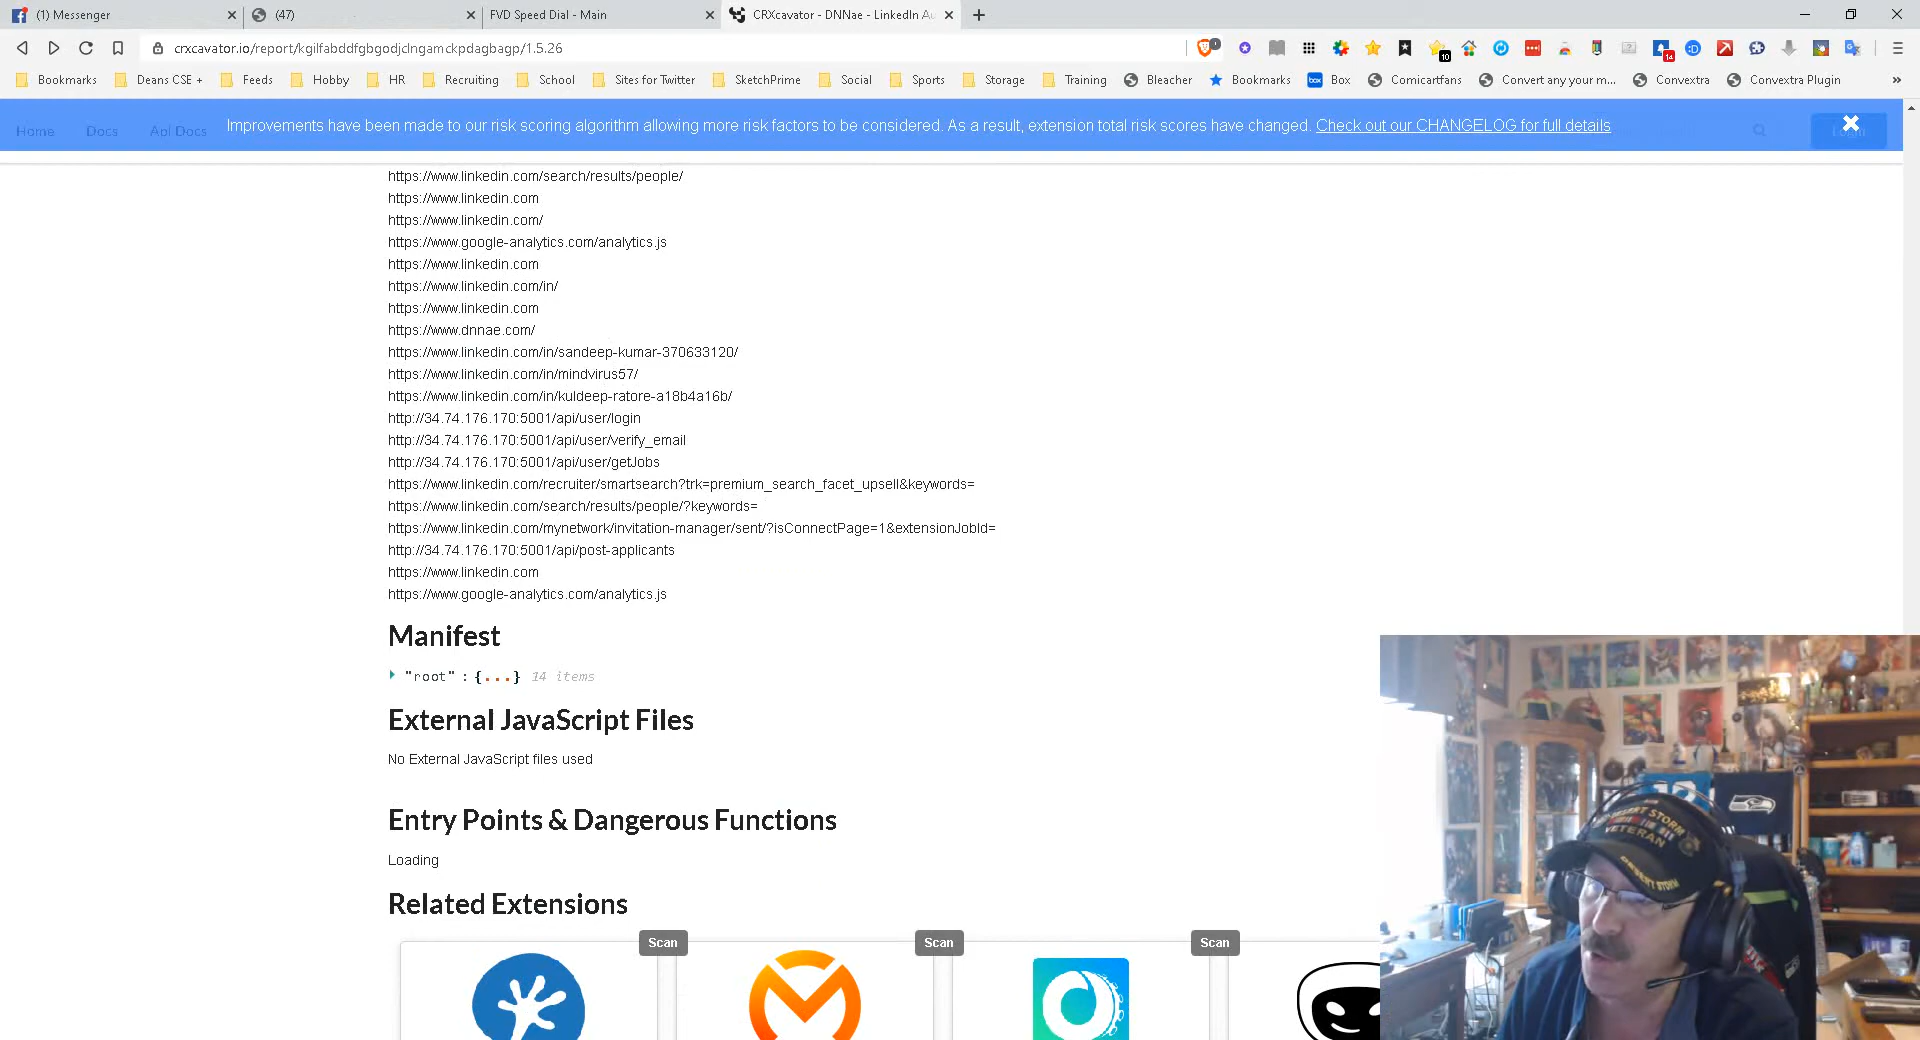 (1) Messenger
(47)
FVD Speed Dial - Main
CRXcavator - DNNae - LinkedIn Au
crxcavator.io/report/kgilfabddfgbgodjclngamckpdagbagp/1.5.26
10
14
Bookmarks
Deans CSE +
Feeds
Hobby
HR
Recruiting
School
Sites for Twitter
SketchPrime
Social
Sports
Storage
Training
Bleacher
Bookmarks
box Box
Comicartfans
Convert any your m...
Convextra
Convextra Plugin
»
Home
Docs
Api Docs
Improvements have been made to our risk scoring algorithm allowing more risk factors to be considered. As a result, extension total risk scores have changed. Check out our CHANGELOG for full details
https://www.linkedin.com/search/results/people/
https://www.linkedin.com
https://www.linkedin.com/
https://www.google-analytics.com/analytics.js
https://www.linkedin.com
https://www.linkedin.com/in/
https://www.linkedin.com
https://www.dnnae.com/
https://www.linkedin.com/in/sandeep-kumar-370633120/
https://www.linkedin.com/in/mindvirus57/
https://www.linkedin.com/in/kuldeep-ratore-a18b4a16b/
http://34.74.176.170:5001/api/user/login
http://34.74.176.170:5001/api/user/verify_email
http://34.74.176.170:5001/api/user/getJobs
https://www.linkedin.com/recruiter/smartsearch?trk=premium_search_facet_upsell&keywords=
https://www.linkedin.com/search/results/people/?keywords=
https://www.linkedin.com/mynetwork/invitation-manager/sent/?isConnectPage=1&extensionJobId=
http://34.74.176.170:5001/api/post-applicants
https://www.linkedin.com
https://www.google-analytics.com/analytics.js
Manifest
"root" : {...} 14 items
External JavaScript Files
No External JavaScript files used
Entry Points & Dangerous Functions
Loading
Related Extensions
Scan
Scan
Scan
DESERT STORM
VETERAN
DESERT STORM